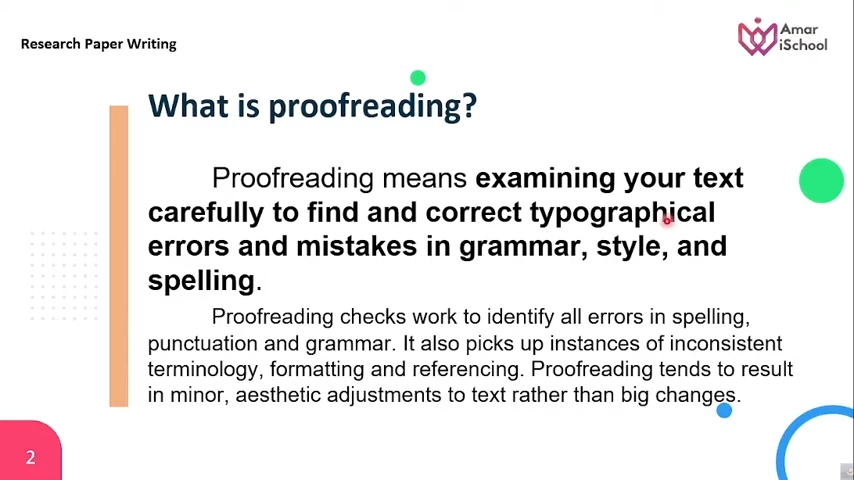 Research Paper Writing
Amar
iSchool
What is proofreading?
Proofreading means examining your text
carefully to find and correct typographical
errors and mistakes in grammar, style, and
spelling.
Proofreading checks work to identify all errors in spelling,
punctuation and grammar. It also picks up instances of inconsistent
terminology, formatting and referencing. Proofreading tends to result
in minor, aesthetic adjustments to text rather than big changes.
2